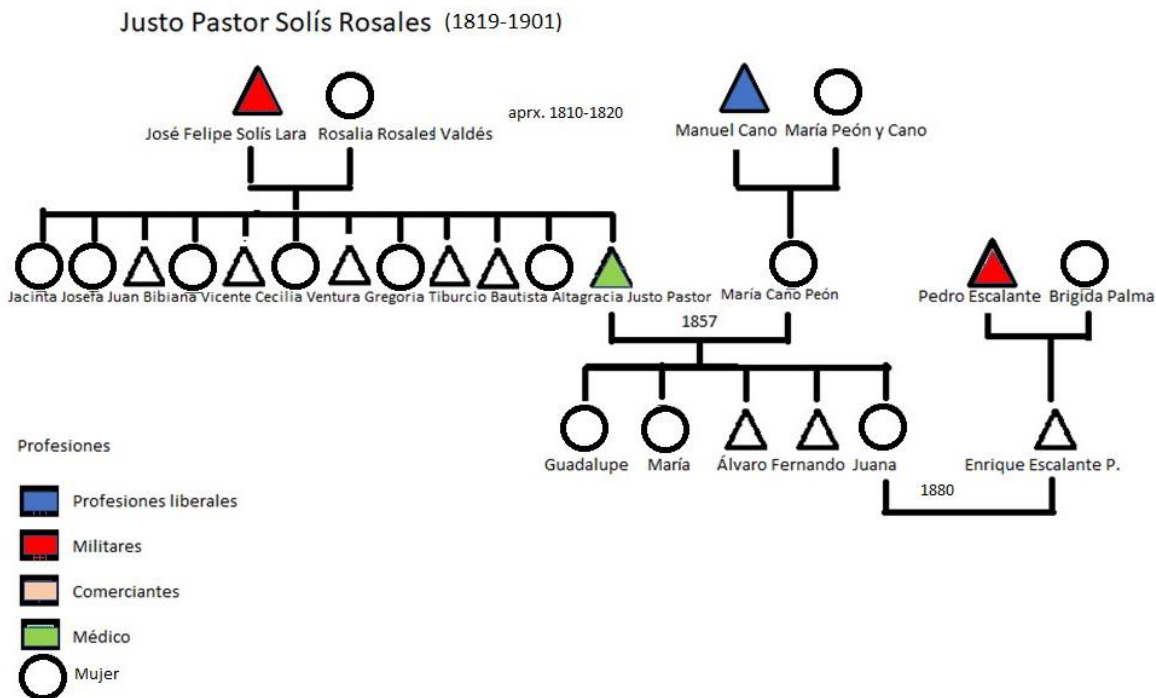 Justo Pastor Solís Rosales (1819-1901)
José Felipe Solís Lara Rosalia Rosales Valdés aprx. 1810-1820 Manuel Cano María Peón y Cano
Jacinta Josefa Juan Bibiana Vicente Cecilia Ventura Gregoria Tiburcio Bautista Altagracia Justo Pastor María Cano Peón Pedro Escalante Brigida Palma
1857
Guadalupe María Álvaro Fernando Juana Enrique Escalante P.
1880
Profesiones
Profesiones liberales
Militares
Comerciantes
Médico
Mujer